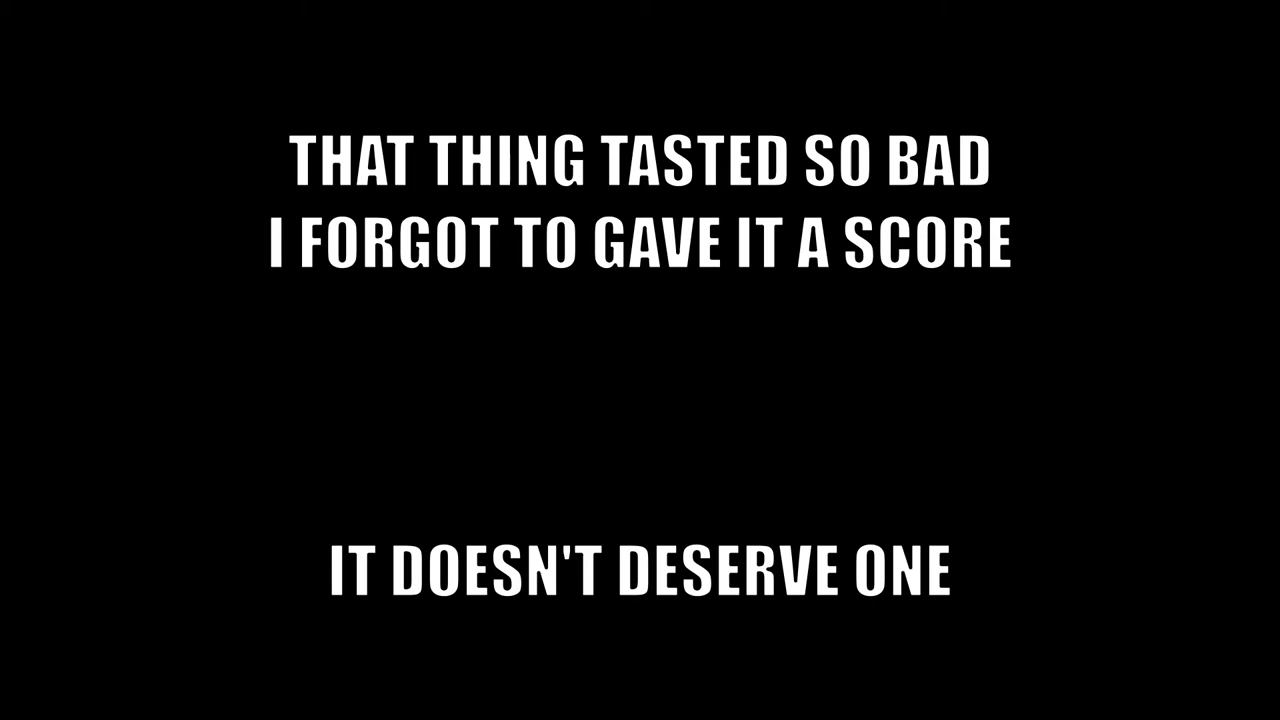 THAT THING TASTED SO BAD
I FORGOT TO GAVE IT A SCORE
IT DOESN'T DESERVE ONE